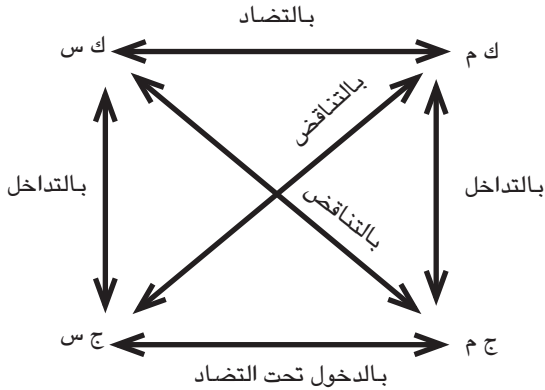 بالتضاد
ك م
ك س
بالتناقض
بالتداخل
بالتداخل
بالتناقض
ج م
ج س
بالدخول تحت التضاد